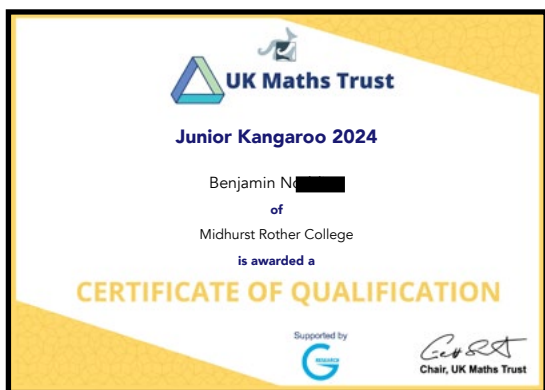 UK Maths Trust
Junior Kangaroo 2024
Benjamin
of
Midhurst Rother College
is awarded a
CERTIFICATE OF QUALIFICATION
Supported by
G
RESEARCH
Chair, UK Maths Trust